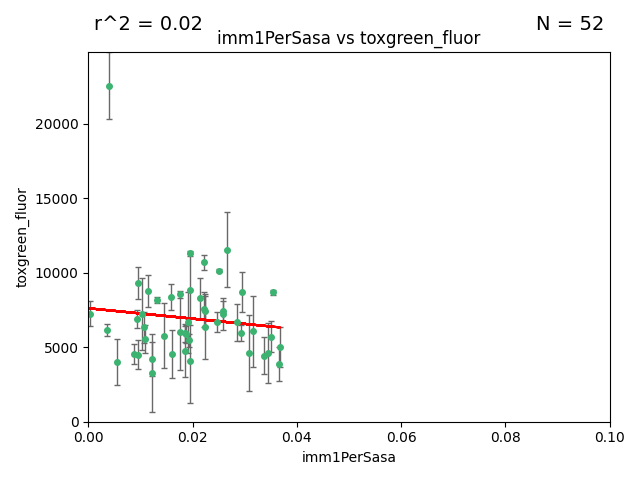 r^2 = 0.02
N = 52
imm1PerSasa vs toxgreen_fluor
toxgreen_fluor
20000
15000
10000
5000
0
0.00 0.02 0.04 0.06 0.08 0.10
imm1PerSasa